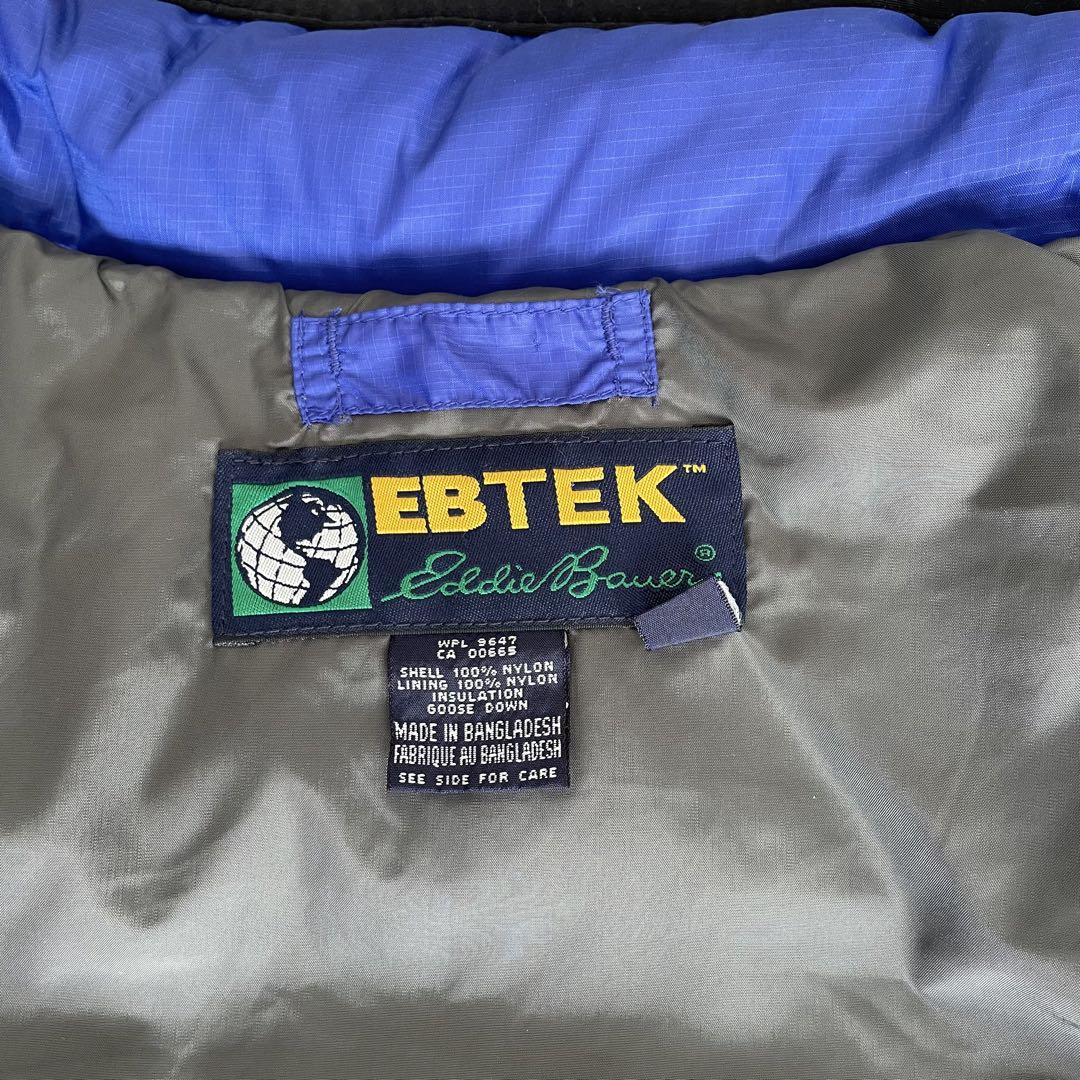 EBTEK™
Eddie Bauer®
WPL 9647
CA 00665
SHELL 100% NYLON
LINING 100% NYLON
INSULATION
GOOSE DOWN
MADE IN BANGLADESH
FABRIQUE AU BANGLADESH
SEE SIDE FOR CARE